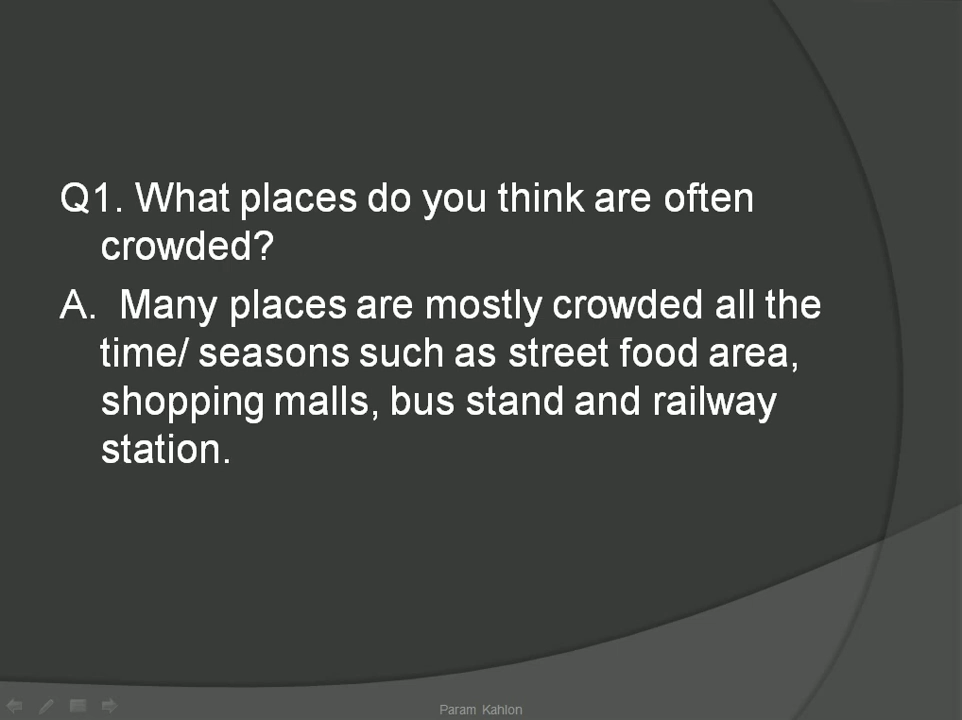 Q1. What places do you think are often
crowded?
A.  Many places are mostly crowded all the
time/ seasons such as street food area,
shopping malls, bus stand and railway
station.
Param Kahlon